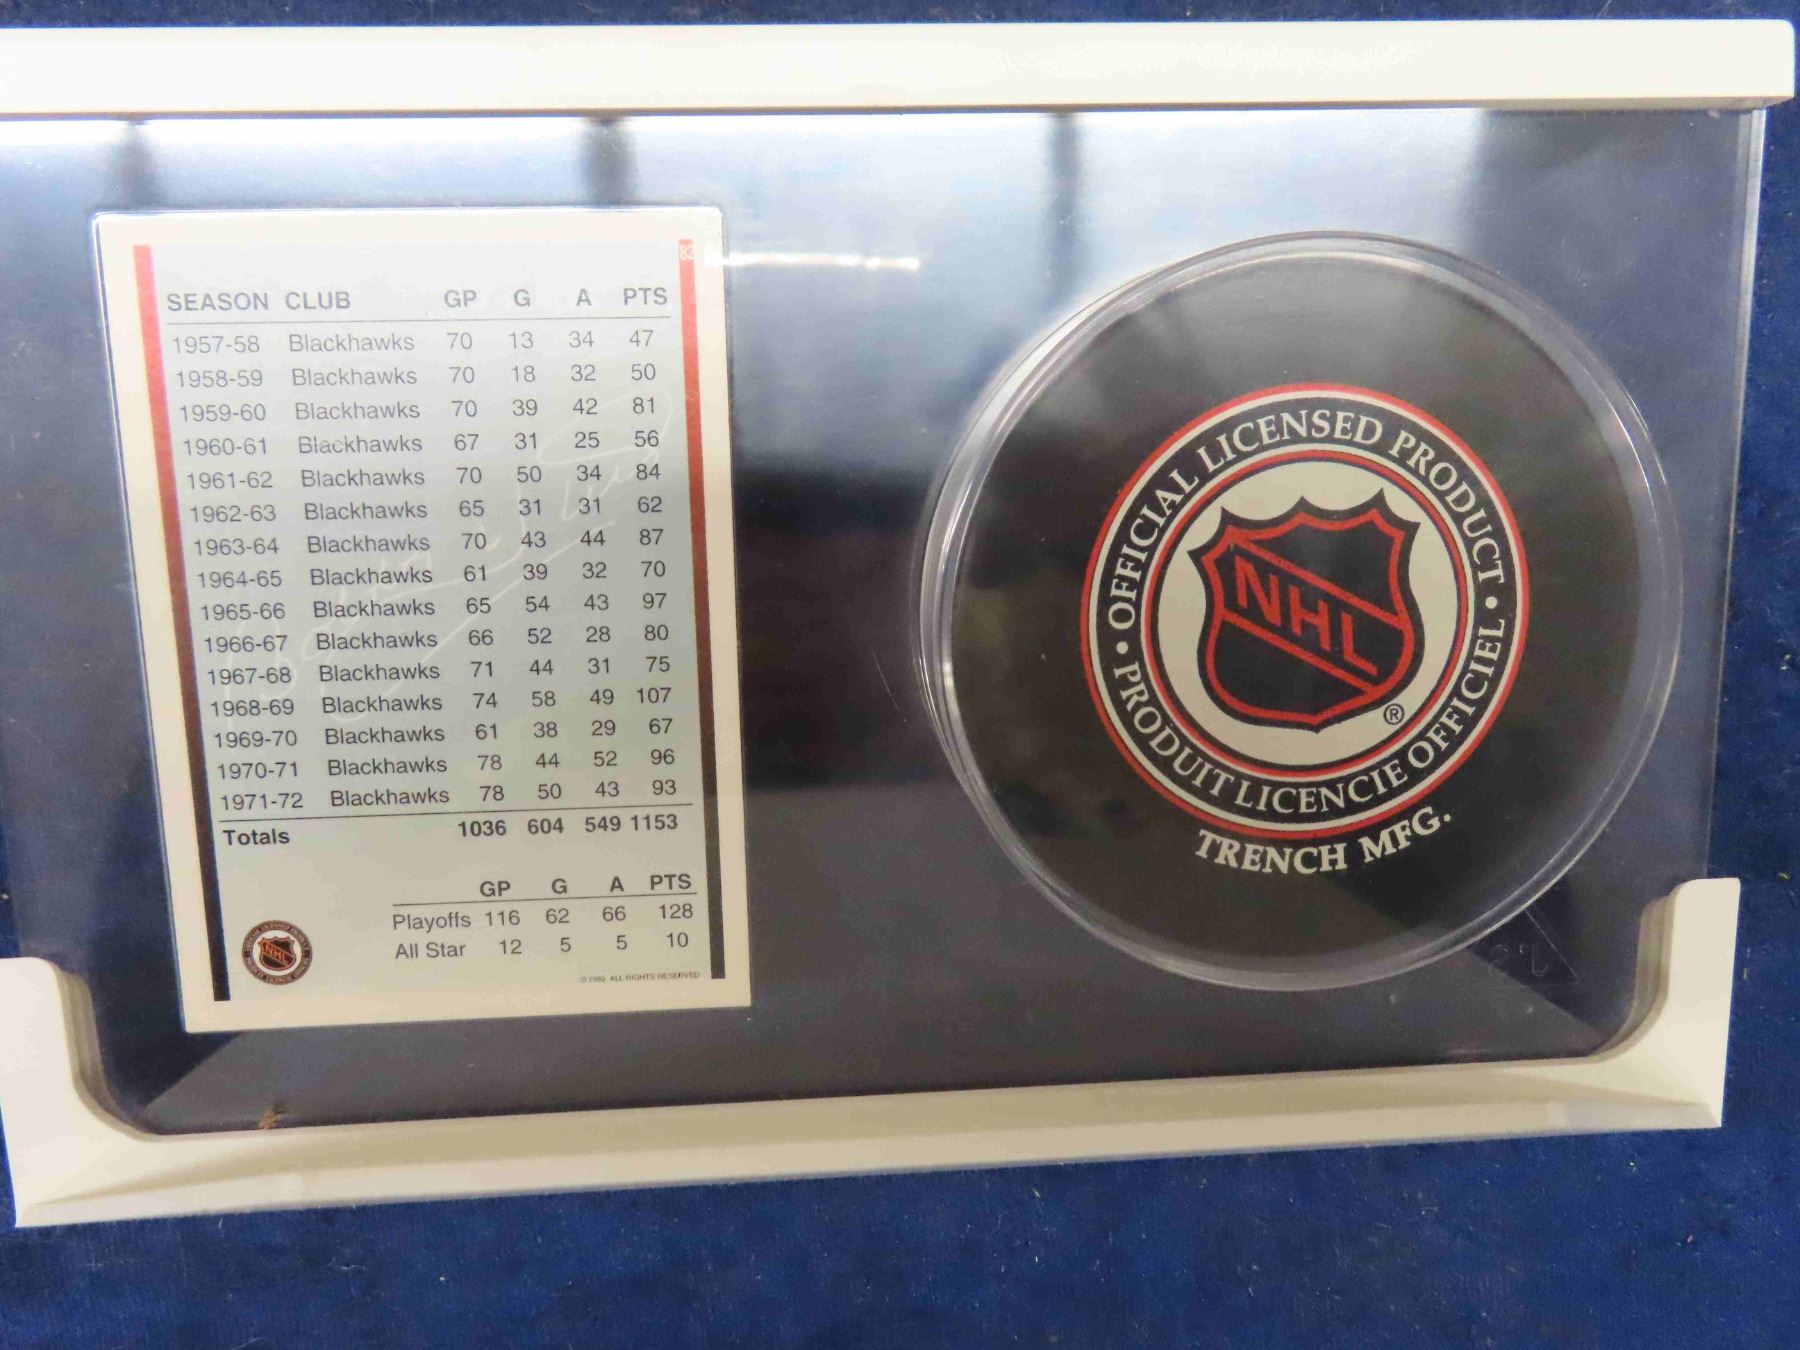 82
SEASON CLUB GP G A PTS
1957-58 Blackhawks 70 13 34 47
1958-59 Blackhawks 70 18 32 50
1959-60 Blackhawks 70 39 42 81
1960-61 Blackhawks 67 31 25 56
1961-62 Blackhawks 70 50 34 84
1962-63 Blackhawks 65 31 31 62
1963-64 Blackhawks 70 43 44 87
1964-65 Blackhawks 61 39 32 70
1965-66 Blackhawks 65 54 43 97
1966-67 Blackhawks 66 52 28 80
1967-68 Blackhawks 71 44 31 75
1968-69 Blackhawks 74 58 49 107
1969-70 Blackhawks 61 38 29 67
1970-71 Blackhawks 78 44 52 96
1971-72 Blackhawks 78 50 43 93
Totals 1036 604 549 1153
GP G A PTS
Playoffs 116 62 66 128
All Star 12 5 5 10
NHL
© 1992. ALL RIGHTS RESERVED
• OFFICIAL LICENSED PRODUCT •
NHL
®
PRODUIT LICENCIE OFFICIEL
TRENCH MFG.